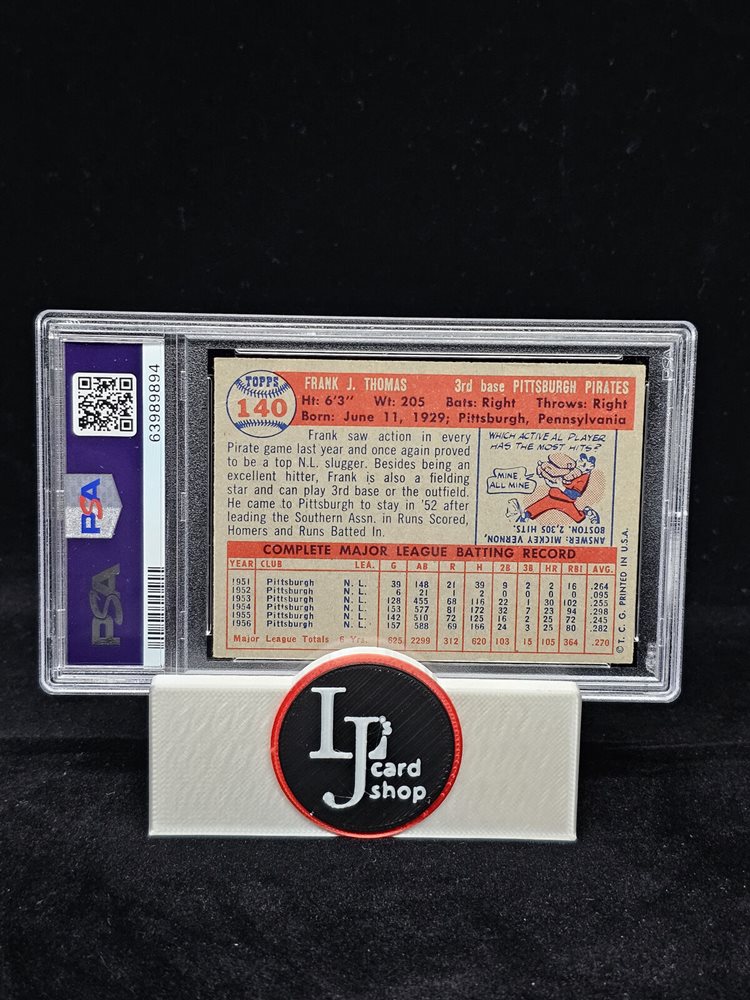 63989894
PSA
PSA
TOPPS
140
FRANK J. THOMAS 3rd base PITTSBURGH PIRATES
Ht: 6'3" Wt: 205 Bats: Right Throws: Right
Born: June 11, 1929; Pittsburgh, Pennsylvania
Frank saw action in every
Pirate game last year and once again proved
to be a top N.L. slugger. Besides being an
excellent hitter, Frank is also a fielding
star and can play 3rd base or the outfield.
He came to Pittsburgh to stay in '52 after
leading the Southern Assn. in Runs Scored,
Homers and Runs Batted In.
WHICH ACTIVE AL PLAYER
HAS THE MOST HITS?
MINE
ALL MINE
ANSWER: MICKEY VERNON,
BOSTON. 2,305 HITS.
COMPLETE MAJOR LEAGUE BATTING RECORD
YEAR CLUB LEA. G AB R H 2B 3B HR RBI AVG.
1951 Pittsburgh N. L. 39 148 21 39 9 2 2 16 .264
1952 Pittsburgh N. L. 6 21 1 2 0 0 0 0 .095
1953 Pittsburgh N. L. 128 455 68 116 22 1 30 102 .255
1954 Pittsburgh N. L. 153 577 81 172 32 7 23 94 .298
1955 Pittsburgh N. L. 142 510 72 125 16 2 25 72 .245
1956 Pittsburgh N. L. 157 588 69 166 24 3 25 80 .282
Major League Totals 6 Yrs. 625 2299 312 620 103 15 105 364 .270
© T. C. G. PRINTED IN U.S.A.
LJ
card
shop